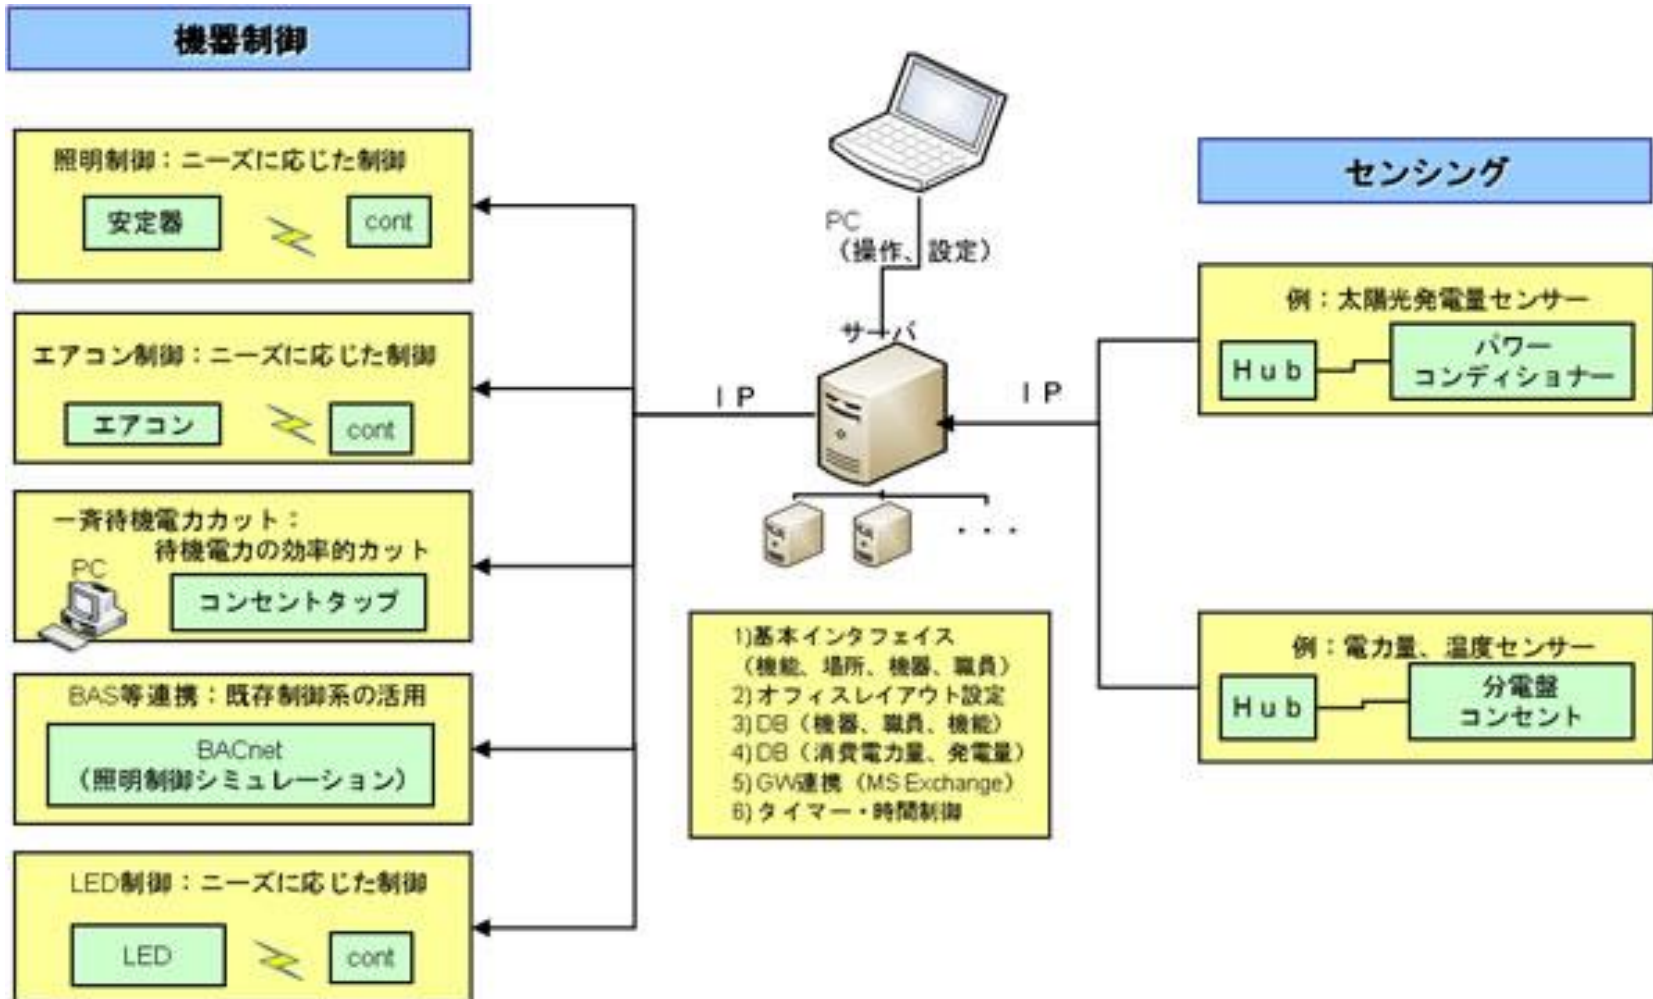 機器制御
照明制御：ニーズに応じた制御
安定器
cont
エアコン制御：ニーズに応じた制御
エアコン
cont
一斉待機電力カット：
待機電力の効率的カット
PC
コンセントタップ
BAS等連携：既存制御系の活用
BACnet
（照明制御シミュレーション）
LED制御：ニーズに応じた制御
LED
cont
PC
（操作、設定）
サーバ
ＩＰ
ＩＰ
・・・
1)基本インタフェイス
（機能、場所、機器、職員）
2)オフィスレイアウト設定
3)DB（機器、職員、機能）
4)DB（消費電力量、発電量）
5)GW連携（MS Exchange）
6)タイマー・時間制御
センシング
例：太陽光発電量センサー
Ｈｕｂ
パワー
コンディショナー
例：電力量、温度センサー
Ｈｕｂ
分電盤
コンセント